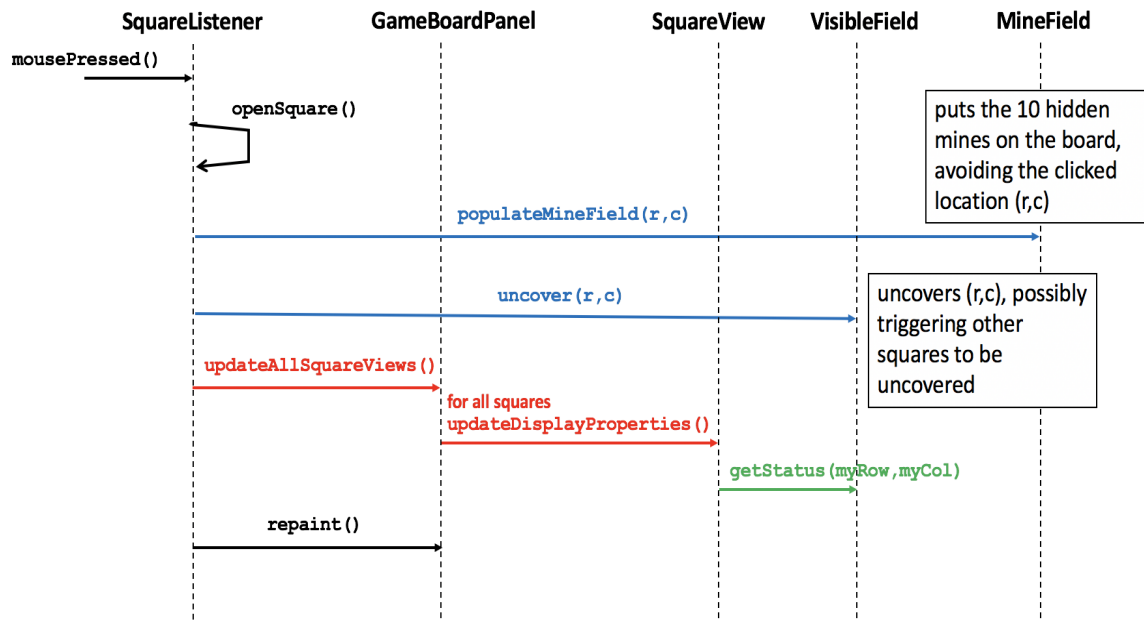 SquareListener
GameBoardPanel
SquareView
VisibleField
MineField
mousePressed()
openSquare()
puts the 10 hidden
mines on the board,
avoiding the clicked
location (r,c)
populateMineField(r,c)
uncover(r,c)
uncovers (r,c), possibly
triggering other
squares to be
uncovered
updateAllSquareViews()
for all squares
updateDisplayProperties()
getStatus(myRow,myCol)
repaint()